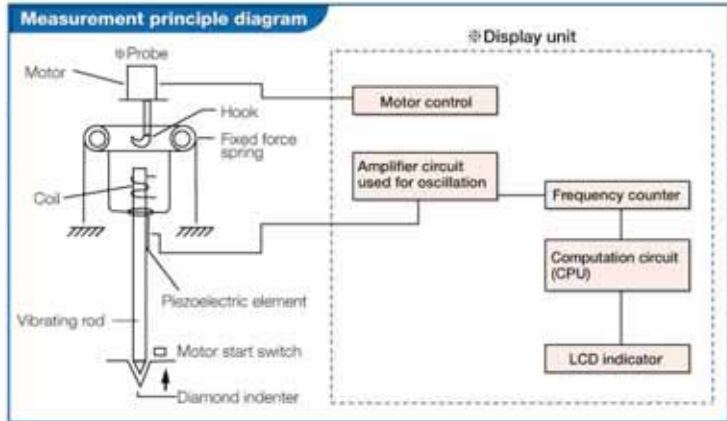 Measurement principle diagram
※Probe
Motor
Hook
Fixed force
spring
Coil
Piezoelectric element
Vibrating rod
Motor start switch
Diamond indenter
※Display unit
Motor control
Amplifier circuit
used for oscillation
Frequency counter
Computation circuit
(CPU)
LCD indicator